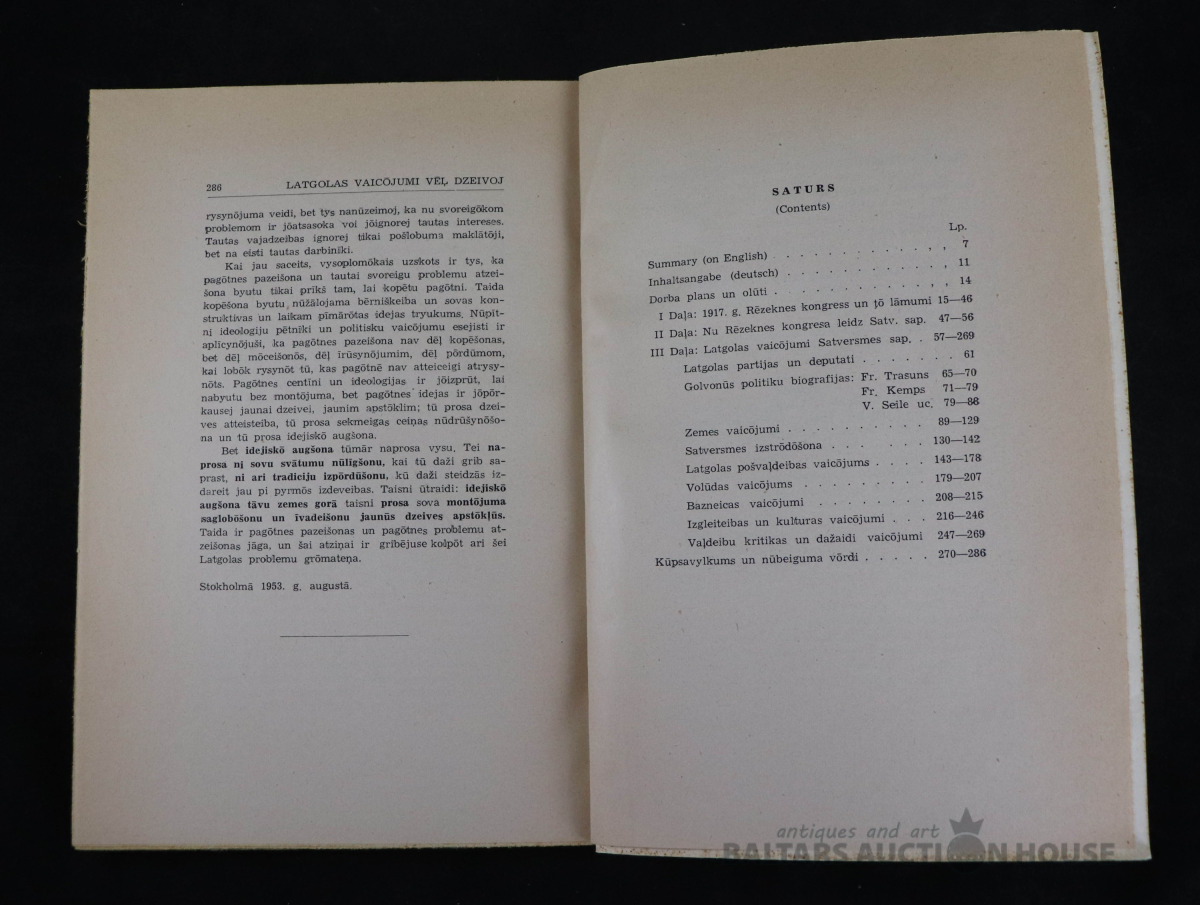 286 LATGOLAS VAICŌJUMI VĒĻ DZEIVOJ
rysynōjuma veidi, bet tys nanūzeimoj, ka nu svoreigōkom
problemom ir jōatsasoka voi jōignorej tautas intereses.
Tautas vajadzeibas ignorej tikai pošlobuma maklātōji,
bet na eisti tautas darbiniki.
Kai jau saceits, vysoplomōkais uzskots ir tys, ka
pagōtnes pazeišona un tautai svoreigu problemu atzei-
šona byutu tikai prīkš tam, lai kopētu pagōtni. Taida
kopēšona byutu nūžālojama bērniškeiba un sovas kon-
struktivas un laikam pīmārōtas idejas tryukums. Nūpit-
ni ideologiju pētniki un politisku vaicōjumu esejisti ir
aplicynōjuši, ka pagōtnes pazeišona nav dēļ kopēšonas,
bet dēļ mōceišonōs, dēļ īrūsynōjumim, dēļ pōrdūmom,
kai lobōk rysynōt tū, kas pagōtnē nav atteiceigi atrysy-
nōts. Pagōtnes centīni un ideologijas ir jōizprūt, lai
nabyutu bez montōjuma, bet pagōtnes idejas ir jōpōr-
kausej jaunai dzeivei, jaunim apstōklim; tū prosa dzei-
ves atteisteiba, tū prosa sekmeigas ceiņas nūdrūšynōšo-
na un tū prosa idejiskō augšona.
Bet idejiskō augšona tūmār naprosa vysu. Tei na-
prosa ni sovu svātumu nūlīgšonu, kai tū daži grib sa-
prast, ni ari tradiciju izpōrdūšonu, kū daži steidzās iz-
dareit jau pi pyrmōs izdeveibas. Taisni ūtraidi: idejiskō
augšona tāvu zemes gorā taisni prosa sova montōjuma
saglobōšonu un īvadeišonu jaunūs dzeives apstōkļūs.
Taida ir pagōtnes pazeišonas un pagōtnes problemu at-
zeišonas jāga, un šai atziņai ir gribējuse kolpōt ari šei
Latgolas problemu grōmateņa.
Stokholmā 1953. g. augustā.
SATURS
(Contents)
Lp.
Summary (on English) . . . . . . . . . . , , 7
Inhaltsangabe (deutsch) . . . . . . . . . . , 11
Dorba plans un olūti . . . . . . . . . . , , 14
I Daļa: 1917. g. Rēzeknes kongress un tō lāmumi 15—46
II Daļa: Nu Rēzeknes kongresa leidz Satv. sap. 47—56
III Daļa: Latgolas vaicōjumi Satversmes sap. . 57—269
Latgolas partijas un deputati . . . . . . . 61
Golvonūs politiku biografijas: Fr. Trasuns 65—70
Fr. Kemps 71—79
V. Seile uc. 79—88
Zemes vaicōjumi . . . . . . . . . . 89—129
Satversmes izstrōdōšona . . . . . . . 130—142
Latgolas pošvaļdeibas vaicōjums . . . . 143—178
Volūdas vaicōjums . . . . . . . . . 179—207
Bazneicas vaicōjumi . . . . . . . . 208—215
Izgleiteibas un kulturas vaicōjumi . . . 216—246
Vaļdeibu kritikas un dažaidi vaicōjumi 247—269
Kūpsavylkums un nūbeiguma vōrdi . . . . . 270—286
antiques and art
BALTARS AUCTION HOUSE